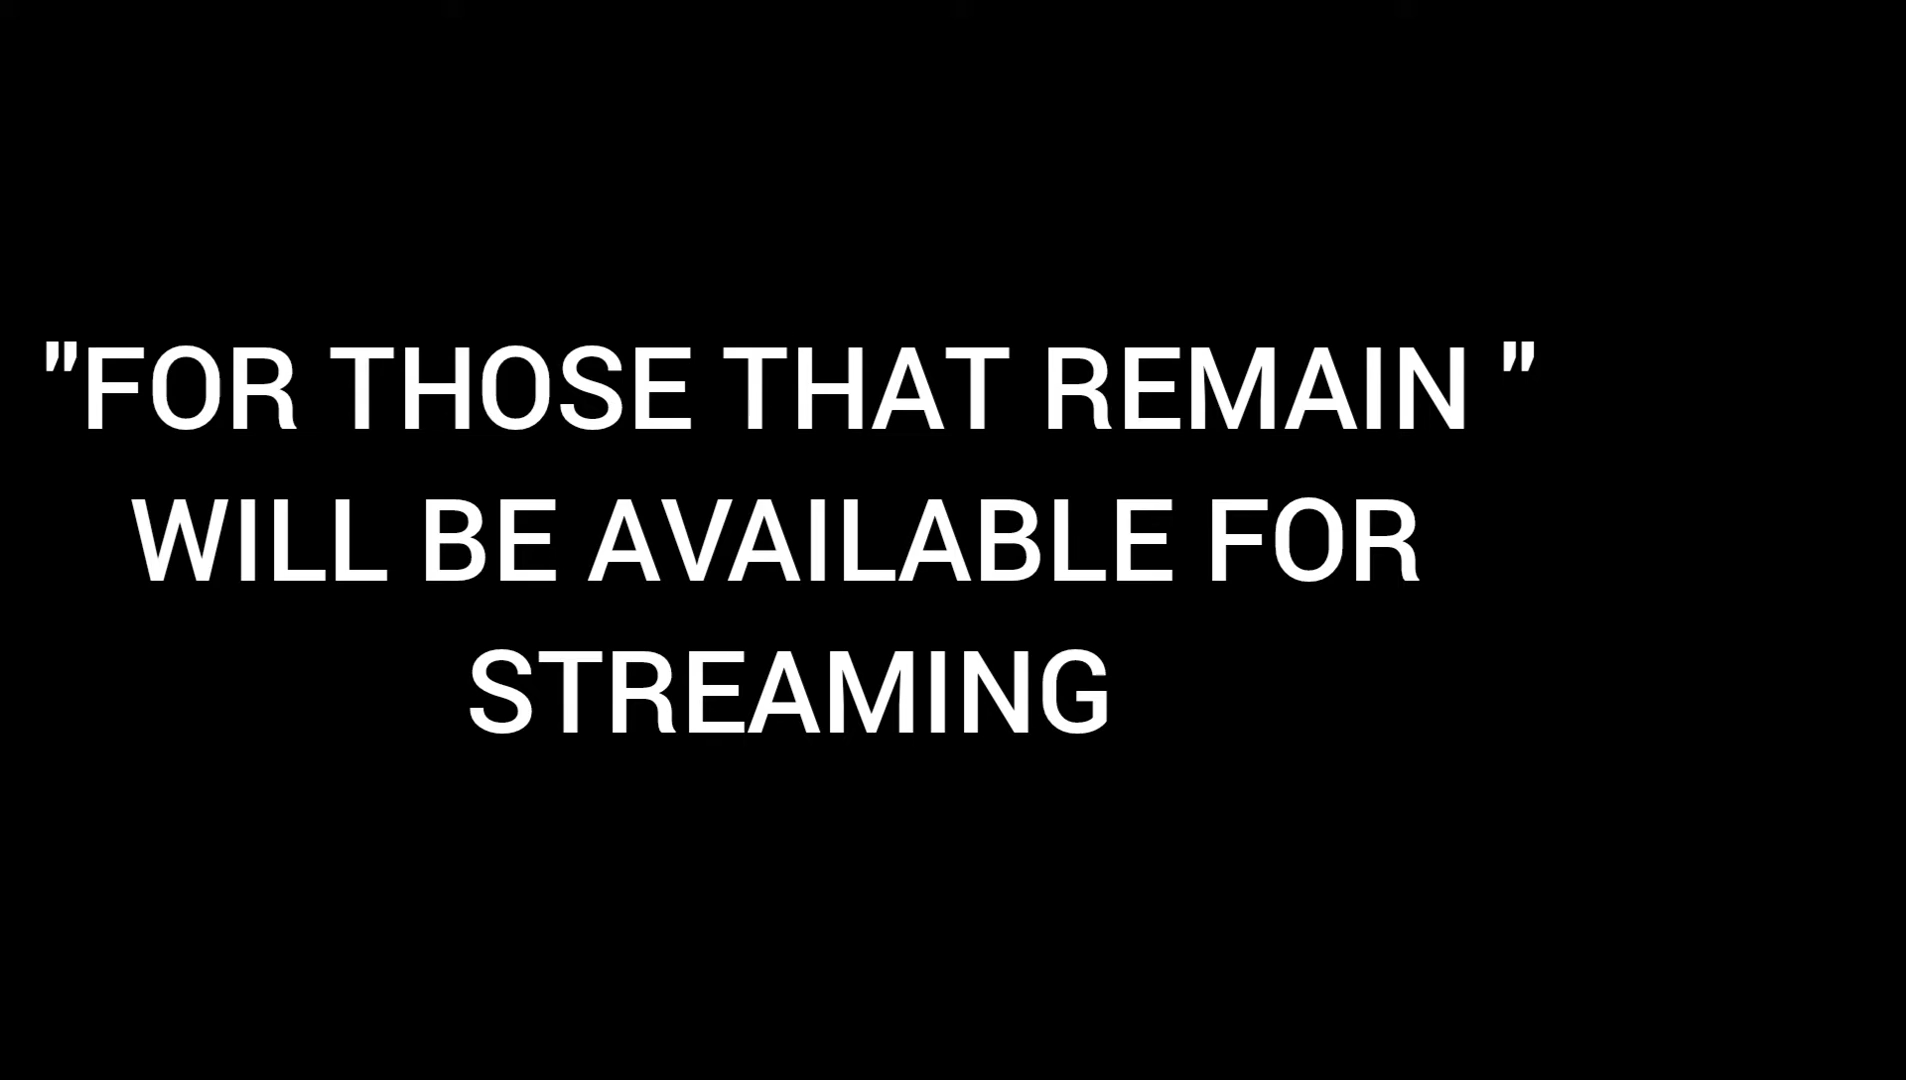 "FOR THOSE THAT REMAIN "
WILL BE AVAILABLE FOR
STREAMING